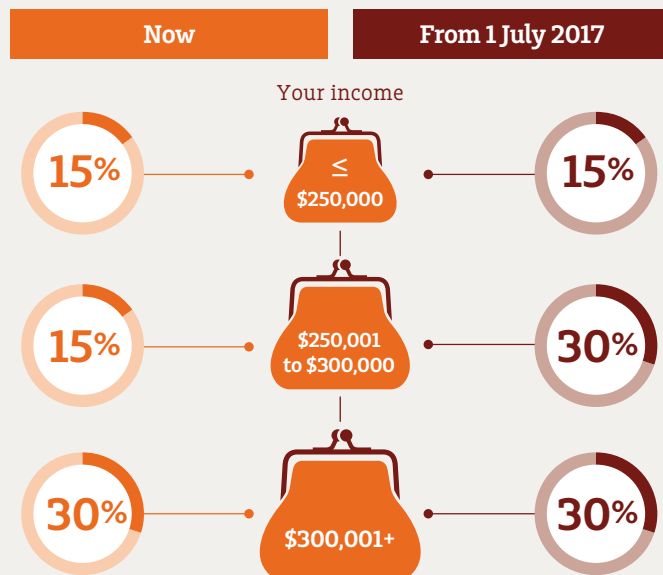 Now
From 1 July 2017
Your income
15%
≤
$250,000
15%
15%
$250,001
to $300,000
30%
30%
$300,001+
30%